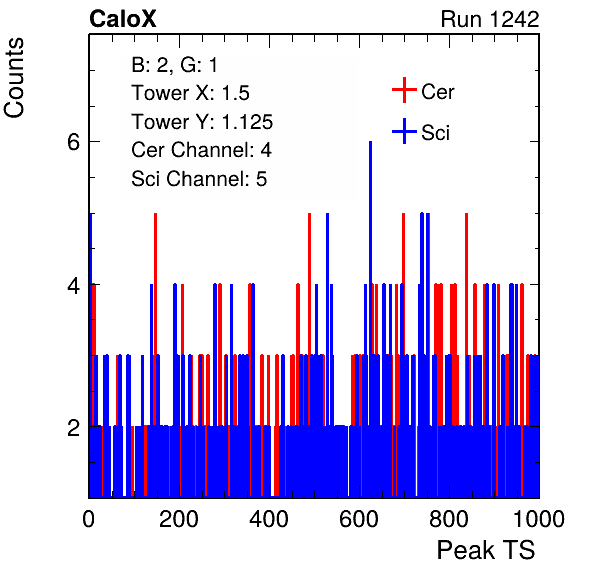 CaloX Run 1242
Counts
B: 2, G: 1
Tower X: 1.5
Tower Y: 1.125
Cer Channel: 4
Sci Channel: 5
Cer
Sci
6
4
2
0 200 400 600 800 1000
Peak TS